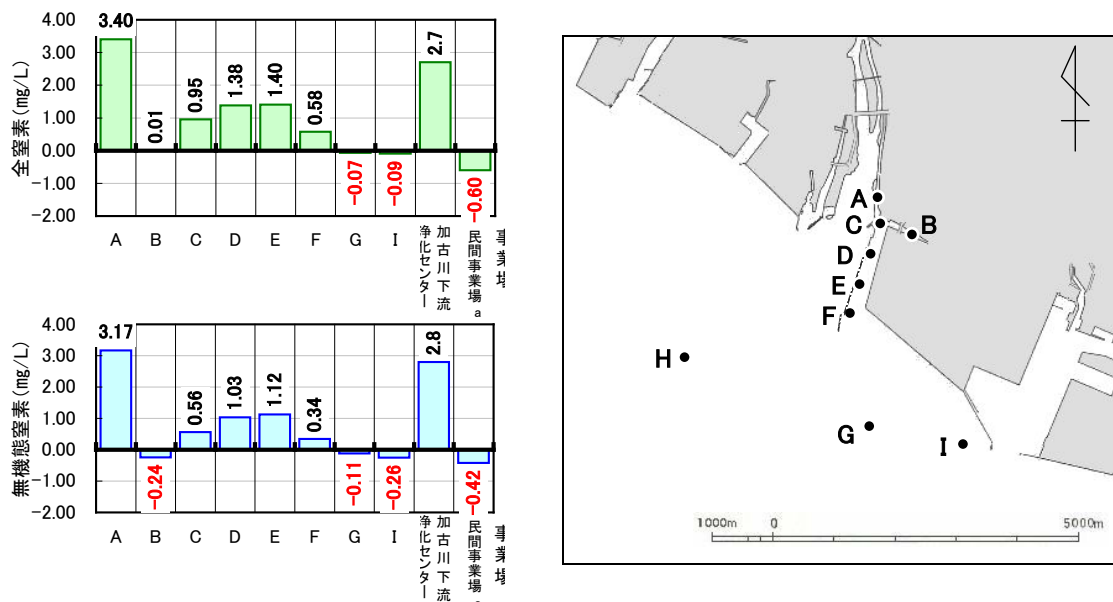 全窒素(mg/L)
4.00
3.00
2.00
1.00
0.00
-1.00
-2.00
3.40
0.01
0.95
1.38
1.40
0.58
-0.07
-0.09
2.7
-0.60
A B C D E F G I
加古川下流
浄化センター
民間事業場a
事業場
無機態窒素(mg/L)
4.00
3.00
2.00
1.00
0.00
-1.00
-2.00
3.17
-0.24
0.56
1.03
1.12
0.34
-0.11
-0.26
2.8
-0.42
A B C D E F G I
加古川下流
浄化センター
民間事業場
事業場
A
C
B
D
E
F
H
G
I
1000m 0 5000m